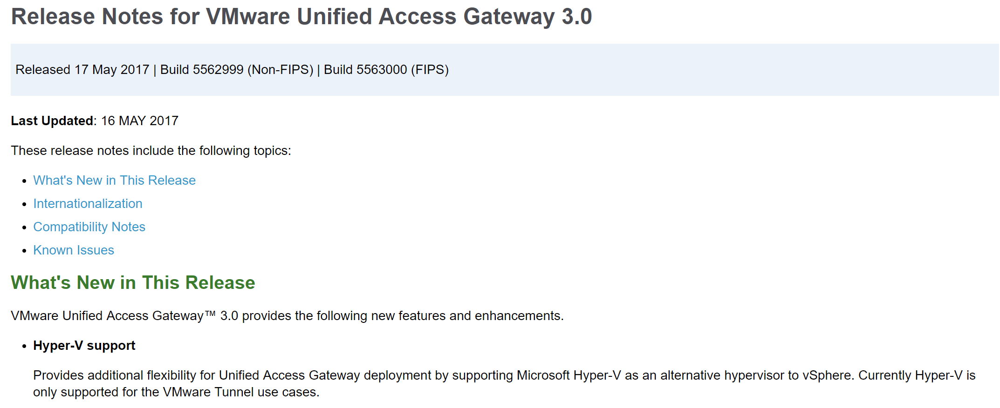 Release Notes for VMware Unified Access Gateway 3.0
Released 17 May 2017 | Build 5562999 (Non-FIPS) | Build 5563000 (FIPS)
Last Updated: 16 MAY 2017
These release notes include the following topics:
• What's New in This Release
• Internationalization
• Compatibility Notes
• Known Issues
What's New in This Release
VMware Unified Access Gateway™ 3.0 provides the following new features and enhancements.
• Hyper-V support
Provides additional flexibility for Unified Access Gateway deployment by supporting Microsoft Hyper-V as an alternative hypervisor to vSphere. Currently Hyper-V is
only supported for the VMware Tunnel use cases.